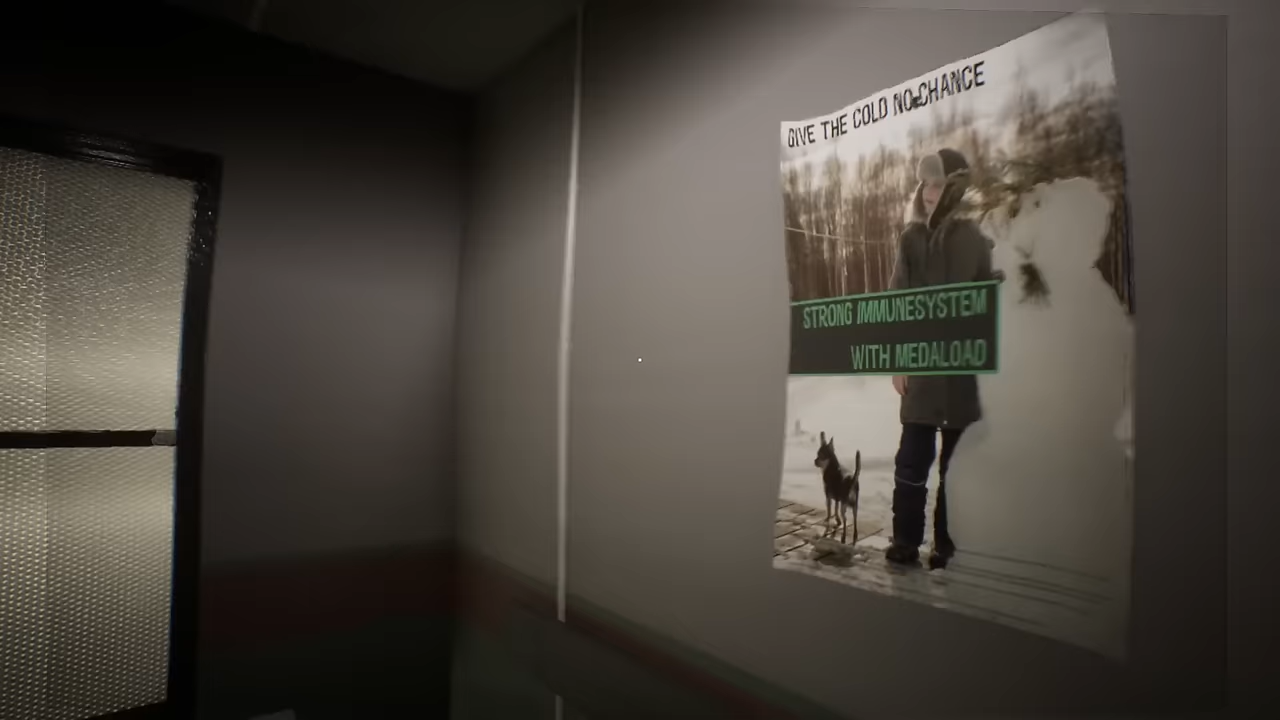 GIVE THE COLD NO CHANCE
STRONG IMMUNESYSTEM
WITH MEDALOAD